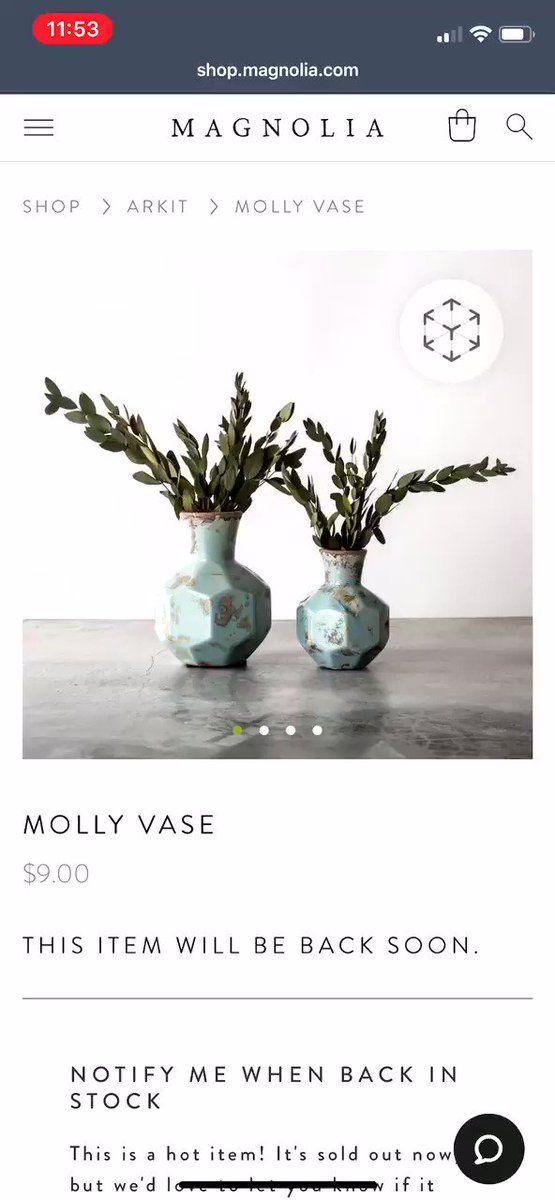 11:53
shop.magnolia.com
MAGNOLIA
SHOP > ARKIT > MOLLY VASE
MOLLY VASE
$9.00
THIS ITEM WILL BE BACK SOON.
NOTIFY ME WHEN BACK IN
STOCK
This is a hot item! It's sold out now,
but we'd love to let you know if it